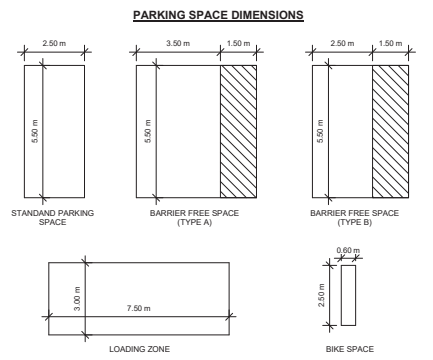 PARKING SPACE DIMENSIONS
2.50 m
3.50 m
1.50 m
2.50 m
1.50 m
5.50 m
5.50 m
5.50 m
STANDAND PARKING
SPACE
BARRIER FREE SPACE
(TYPE A)
BARRIER FREE SPACE
(TYPE B)
0.60 m
3.00 m
7.50 m
2.50 m
LOADING ZONE
BIKE SPACE